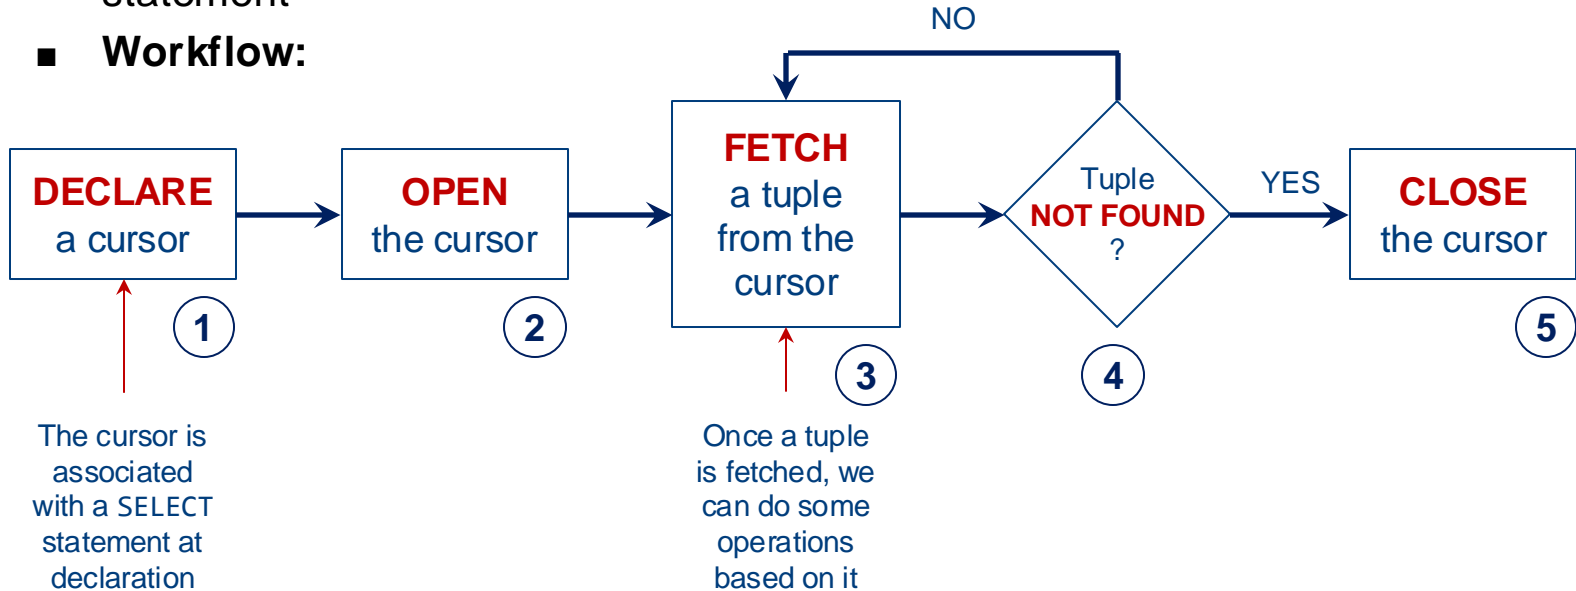 statement
■ Workflow:
NO
DECLARE
a cursor
OPEN
the cursor
FETCH
a tuple
from the
cursor
Tuple
NOT FOUND
?
YES
CLOSE
the cursor
1
2
3
4
5
The cursor is
associated
with a SELECT
statement at
declaration
Once a tuple
is fetched, we
can do some
operations
based on it